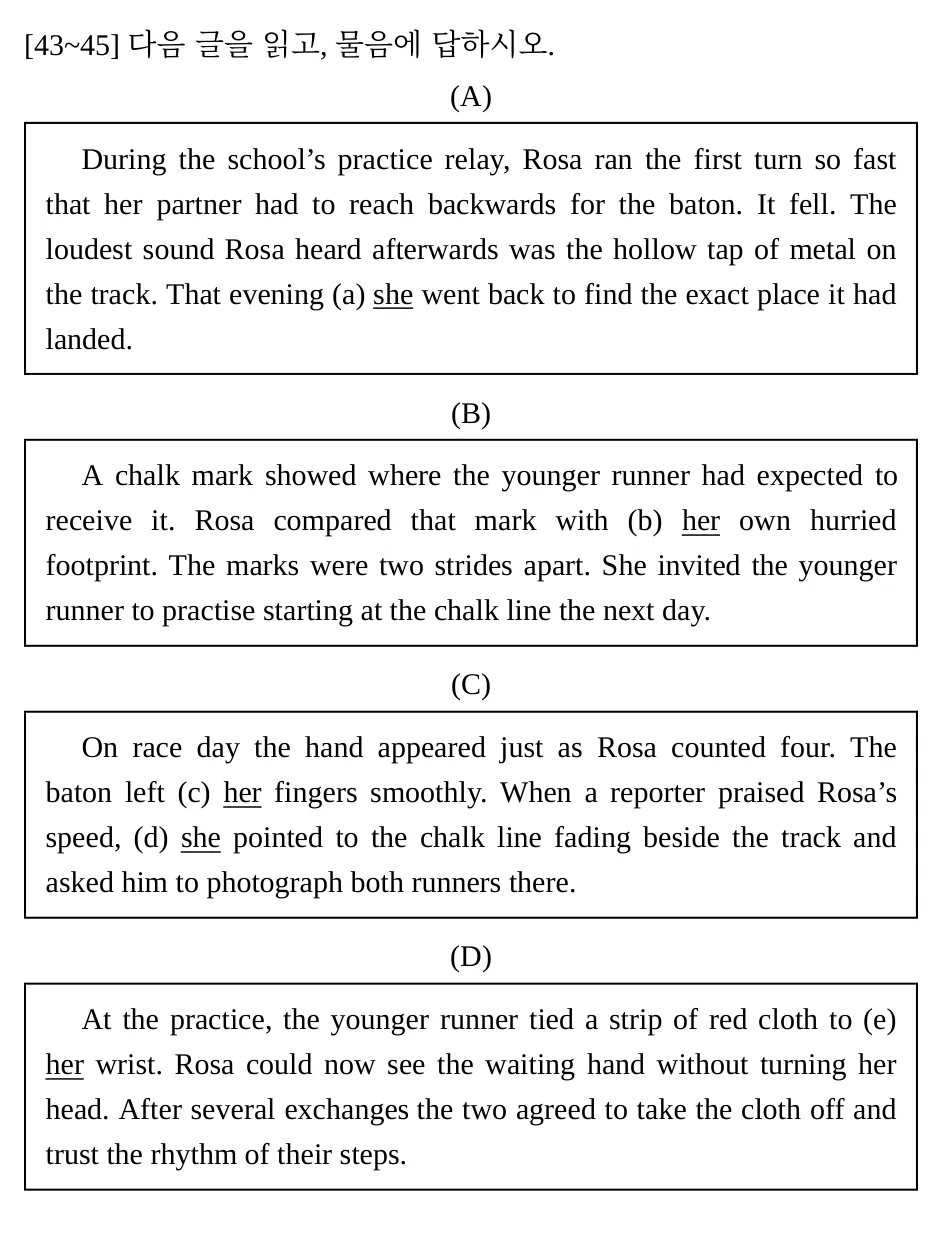 [43~45] 다음 글을 읽고, 물음에 답하시오.
(A)
During the school’s practice relay, Rosa ran the first turn so fast
that her partner had to reach backwards for the baton. It fell. The
loudest sound Rosa heard afterwards was the hollow tap of metal on
the track. That evening (a) she went back to find the exact place it had
landed.
(B)
A chalk mark showed where the younger runner had expected to
receive it. Rosa compared that mark with (b) her own hurried
footprint. The marks were two strides apart. She invited the younger
runner to practise starting at the chalk line the next day.
(C)
On race day the hand appeared just as Rosa counted four. The
baton left (c) her fingers smoothly. When a reporter praised Rosa’s
speed, (d) she pointed to the chalk line fading beside the track and
asked him to photograph both runners there.
(D)
At the practice, the younger runner tied a strip of red cloth to (e)
her wrist. Rosa could now see the waiting hand without turning her
head. After several exchanges the two agreed to take the cloth off and
trust the rhythm of their steps.